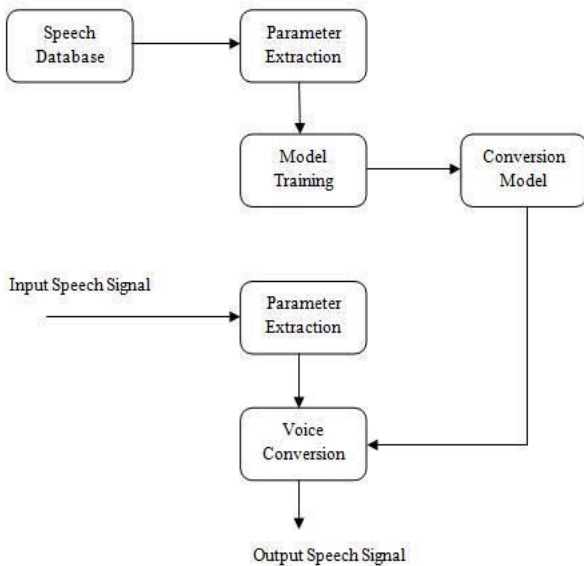 Speech
Database
Parameter
Extraction
Model
Training
Conversion
Model
Input Speech Signal
Parameter
Extraction
Voice
Conversion
Output Speech Signal